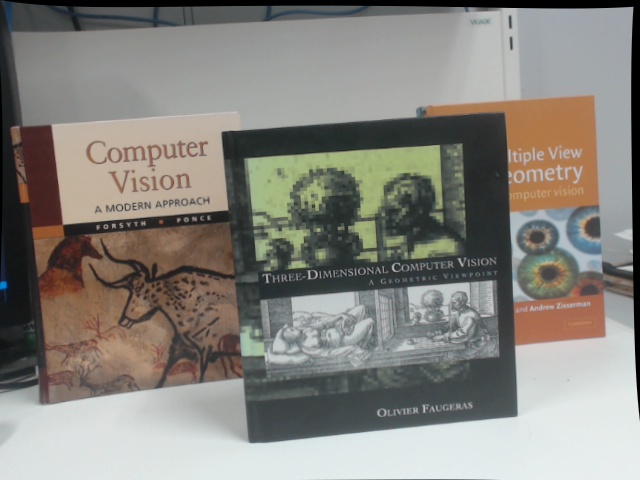 Computer
Vision
A MODERN APPROACH
FORSYTH • PONCE
THREE-DIMENSIONAL COMPUTER VISION
A GEOMETRIC VIEWPOINT
OLIVIER FAUGERAS
ltiple View
eometry
omputer vision
and Andrew Zisserman